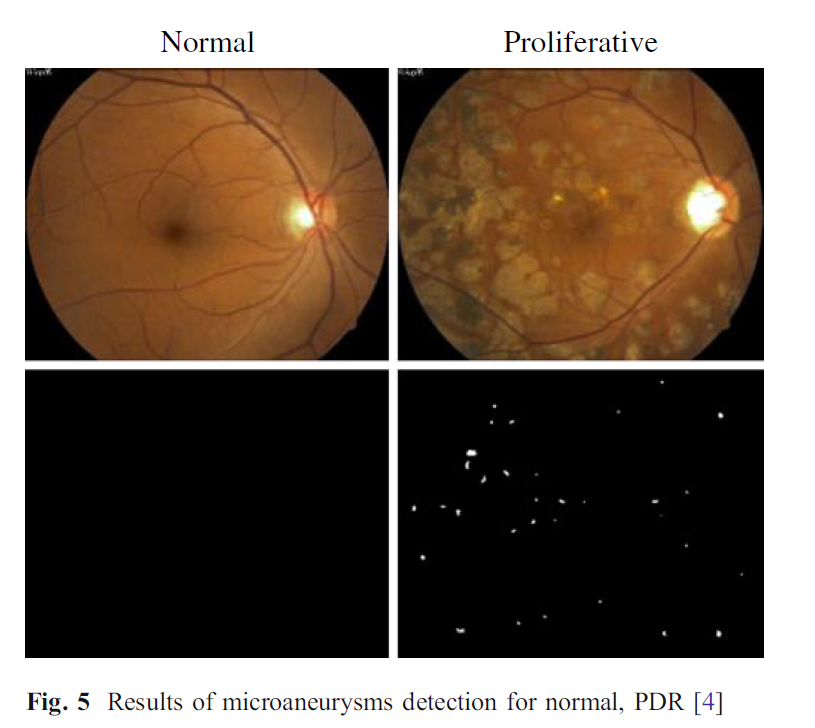 Normal
Proliferative
Fig. 5 Results of microaneurysms detection for normal, PDR [4]